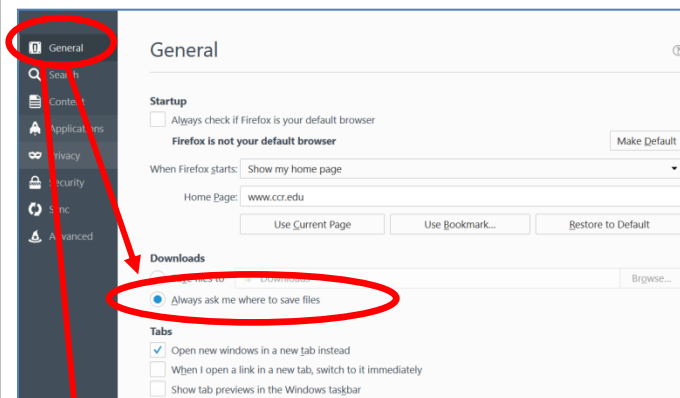 General
Search
Content
Applications
Privacy
Security
Sync
Advanced
General
Startup
Always check if Firefox is your default browser
Firefox is not your default browser
Make Default
When Firefox starts: Show my home page
Home Page: www.ccr.edu
Use Current Page
Use Bookmark...
Restore to Default
Downloads
Save files to Downloads
Browse...
Always ask me where to save files
Tabs
Open new windows in a new tab instead
When I open a link in a new tab, switch to it immediately
Show tab previews in the Windows taskbar